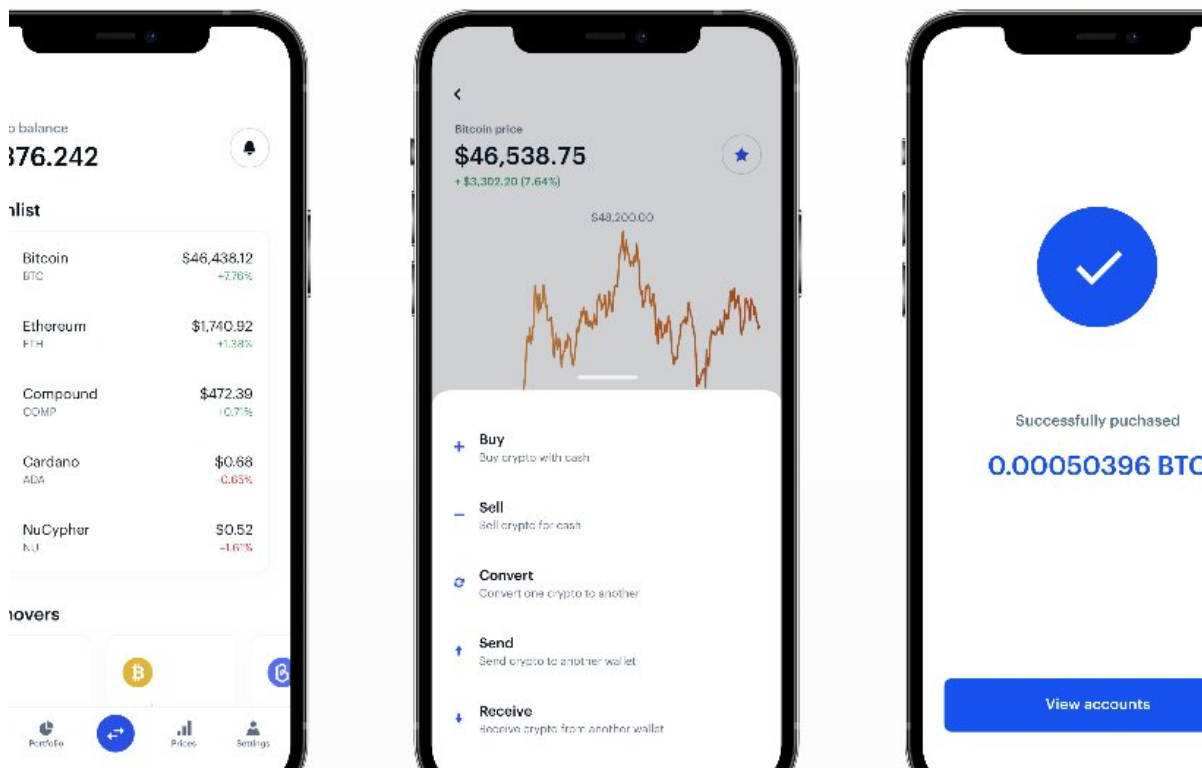 o balance
376.242
hlist
Bitcoin $46,438.12
BTC +7.76%
Ethereum $1,740.92
ETH +1.38%
Compound $472.39
COMP +0.71%
Cardano $0.68
ADA -0.65%
NuCypher $0.52
NU -1.61%
novers
Portfolio Prices Settings
Bitcoin price
$46,538.75
+ $3,302.20 (7.64%)
$48,200.00
Buy
Buy crypto with cash
Sell
Sell crypto for cash
Convert
Convert one crypto to another
Send
Send crypto to another wallet
Receive
Receive crypto from another wallet
Successfully puchased
0.00050396 BTC
View accounts